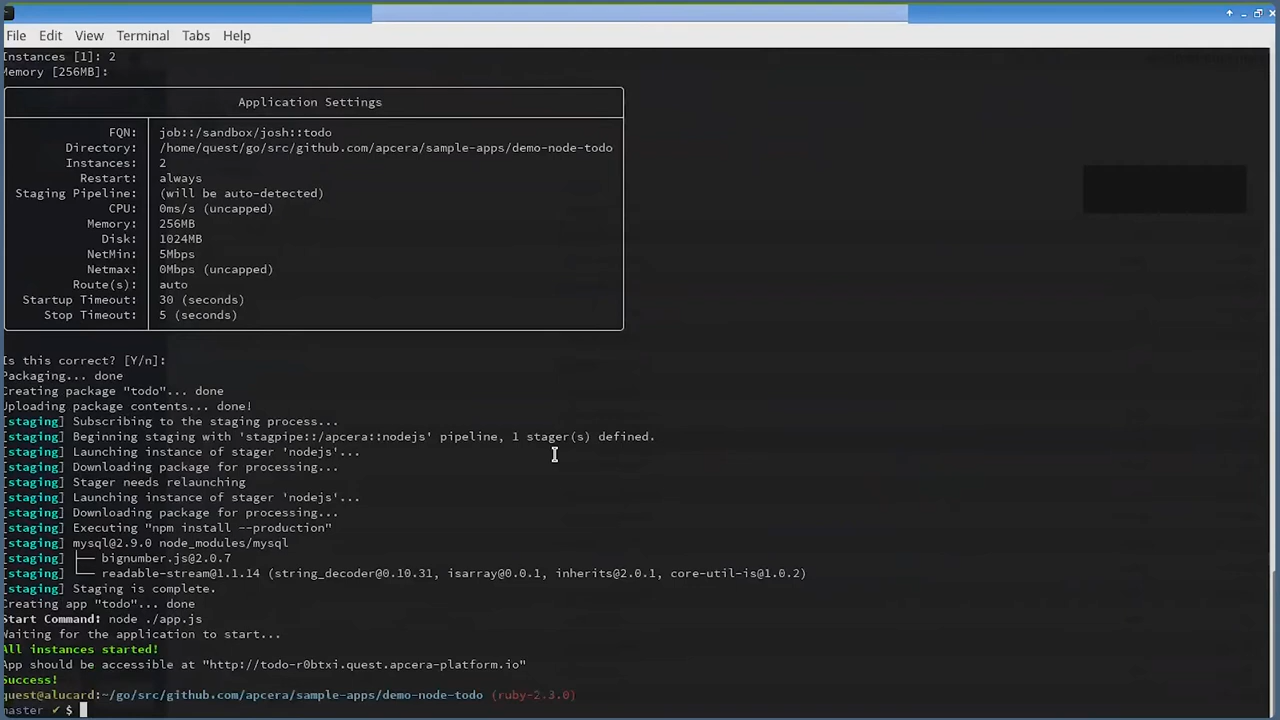 File Edit View Terminal Tabs Help
Instances [1]: 2
Memory [256MB]:
Application Settings
FQN: job::/sandbox/josh::todo
Directory: /home/quest/go/src/github.com/apcera/sample-apps/demo-node-todo
Instances: 2
Restart: always
Staging Pipeline: (will be auto-detected)
CPU: 0ms/s (uncapped)
Memory: 256MB
Disk: 1024MB
NetMin: 5Mbps
Netmax: 0Mbps (uncapped)
Route(s): auto
Startup Timeout: 30 (seconds)
Stop Timeout: 5 (seconds)
Is this correct? [Y/n]:
Packaging... done
Creating package "todo"... done
Uploading package contents... done!
[staging] Subscribing to the staging process...
[staging] Beginning staging with 'stagpipe::/apcera::nodejs' pipeline, 1 stager(s) defined.
[staging] Launching instance of stager 'nodejs'...
[staging] Downloading package for processing...
[staging] Stager needs relaunching
[staging] Launching instance of stager 'nodejs'...
[staging] Downloading package for processing...
[staging] Executing "npm install --production"
[staging] mysql@2.9.0 node_modules/mysql
[staging] ├── bignumber.js@2.0.7
[staging] └── readable-stream@1.1.14 (string_decoder@0.10.31, isarray@0.0.1, inherits@2.0.1, core-util-is@1.0.2)
[staging] Staging is complete.
Creating app "todo"... done
Start Command: node ./app.js
Waiting for the application to start...
All instances started!
App should be accessible at "http://todo-r0btxi.quest.apcera-platform.io"
Success!
quest@alucard:~/go/src/github.com/apcera/sample-apps/demo-node-todo (ruby-2.3.0)
master ✓ $